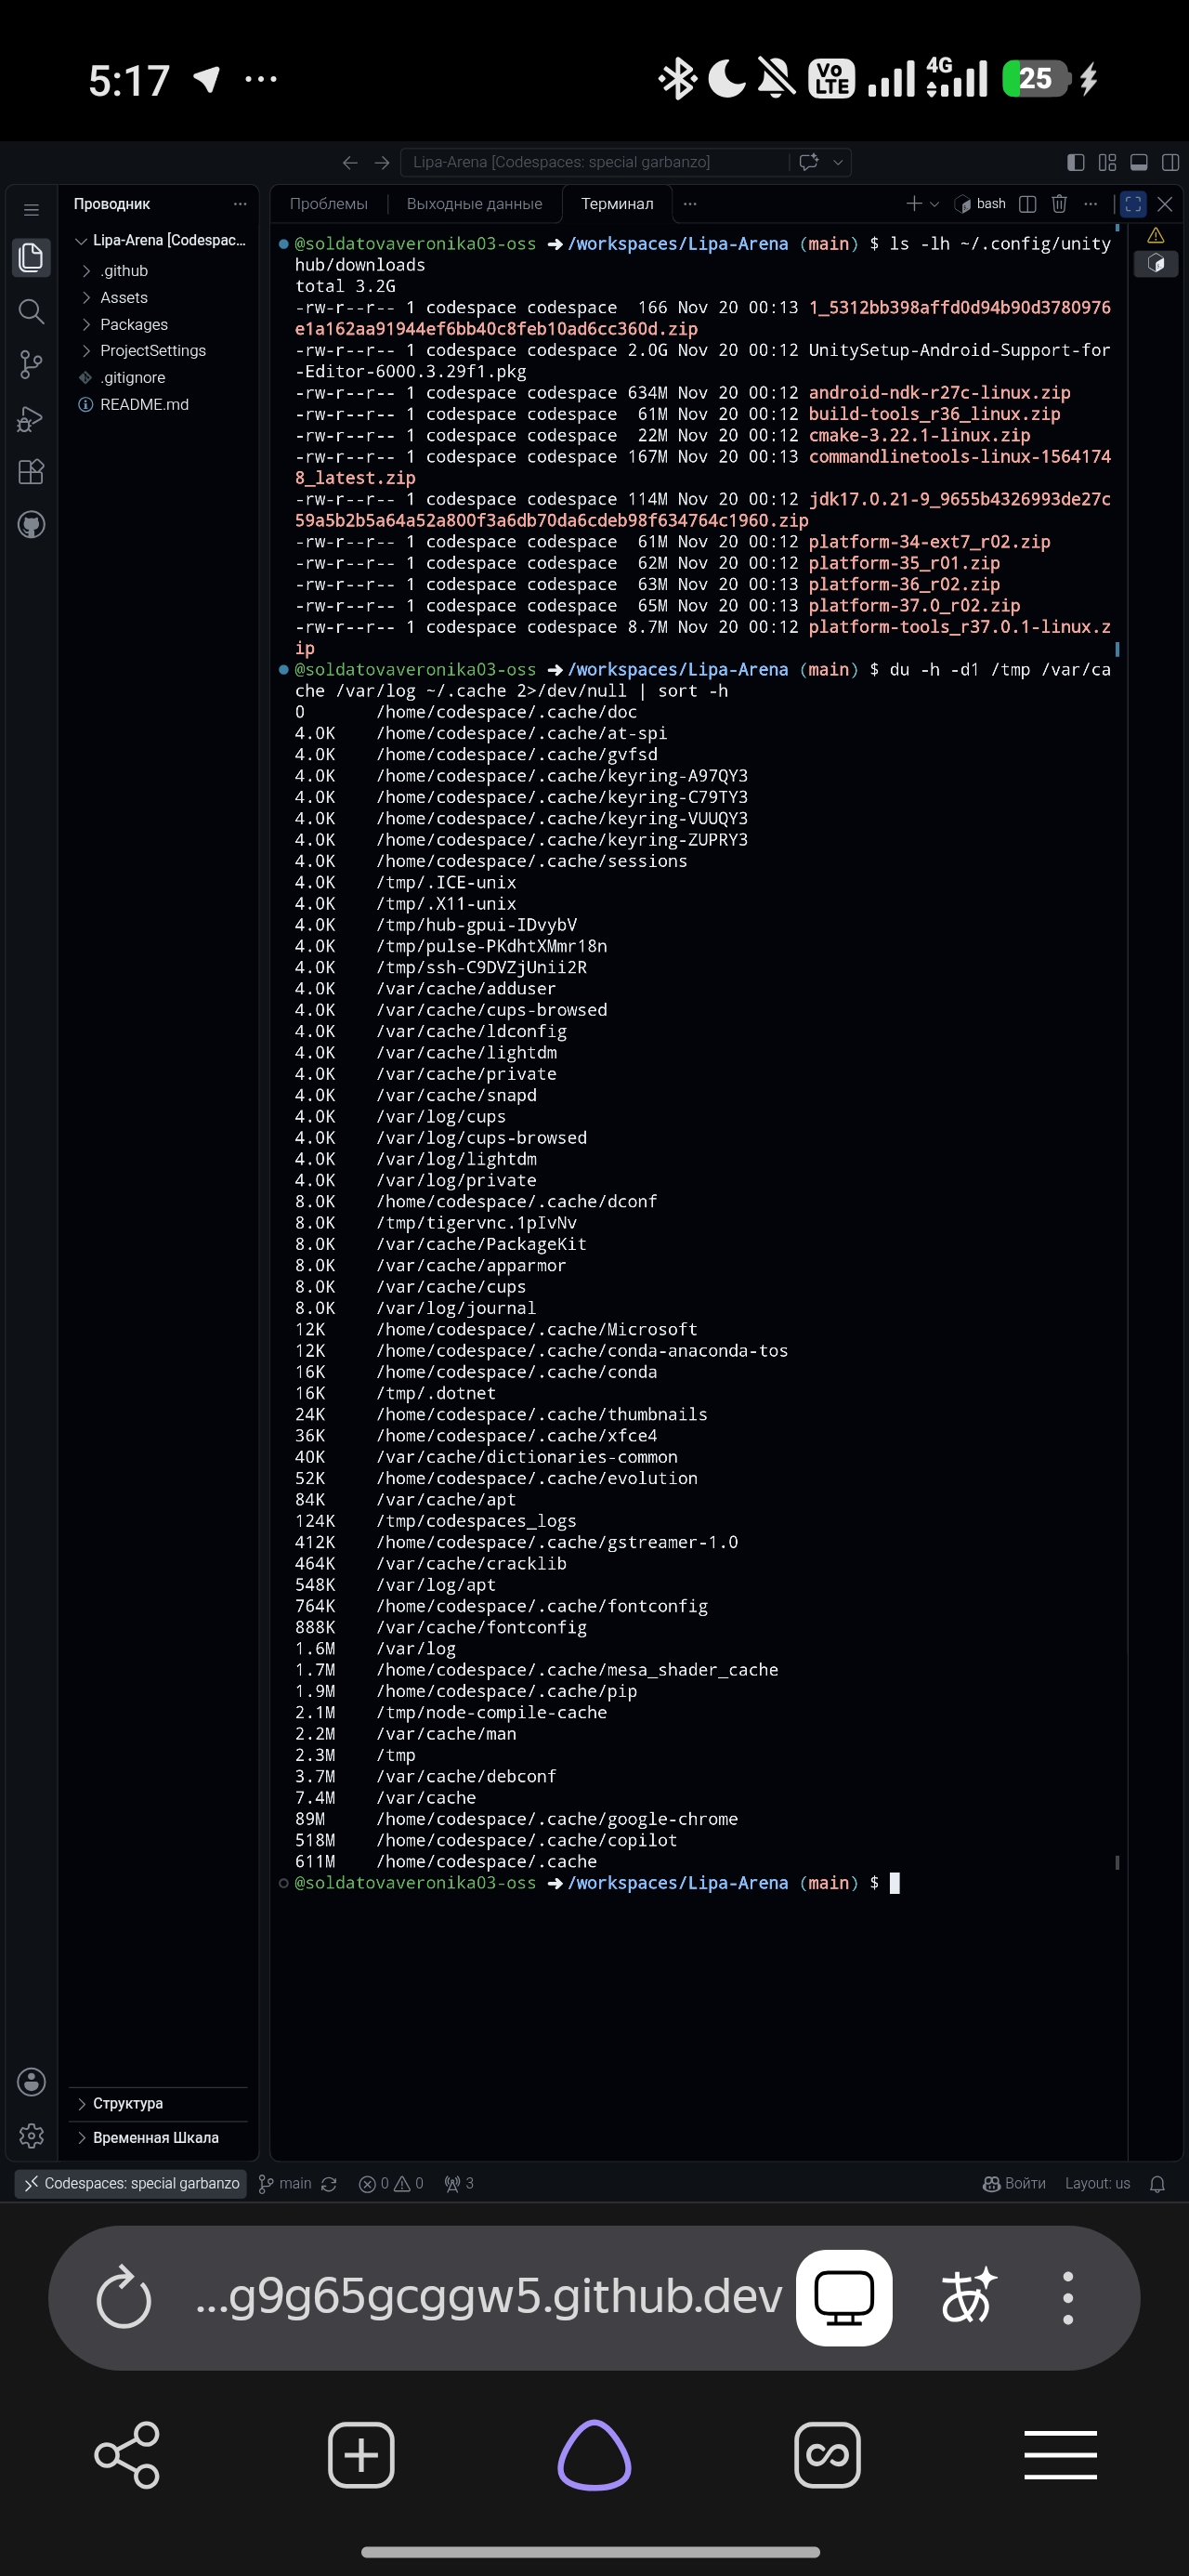 5:17
Vo
LTE
4G
25
Lipa-Arena [Codespaces: special garbanzo]
Проводник
Lipa-Arena [Codespac...
.github
Assets
Packages
ProjectSettings
.gitignore
README.md
Проблемы
Выходные данные
Терминал
bash
@soldatovaveronika03-oss ➜ /workspaces/Lipa-Arena (main) $ ls -lh ~/.config/unity
hub/downloads
total 3.2G
-rw-r--r-- 1 codespace codespace  166 Nov 20 00:13 1_5312bb398affd0d94b90d3780976
e1a162aa91944ef6bb40c8feb10ad6cc360d.zip
-rw-r--r-- 1 codespace codespace 2.0G Nov 20 00:12 UnitySetup-Android-Support-for
-Editor-6000.3.29f1.pkg
-rw-r--r-- 1 codespace codespace 634M Nov 20 00:12 android-ndk-r27c-linux.zip
-rw-r--r-- 1 codespace codespace  61M Nov 20 00:12 build-tools_r36_linux.zip
-rw-r--r-- 1 codespace codespace  22M Nov 20 00:12 cmake-3.22.1-linux.zip
-rw-r--r-- 1 codespace codespace 167M Nov 20 00:13 commandlinetools-linux-1564174
8_latest.zip
-rw-r--r-- 1 codespace codespace 114M Nov 20 00:12 jdk17.0.21-9_9655b4326993de27c
59a5b2b5a64a52a800f3a6db70da6cdeb98f634764c1960.zip
-rw-r--r-- 1 codespace codespace  61M Nov 20 00:12 platform-34-ext7_r02.zip
-rw-r--r-- 1 codespace codespace  62M Nov 20 00:12 platform-35_r01.zip
-rw-r--r-- 1 codespace codespace  63M Nov 20 00:13 platform-36_r02.zip
-rw-r--r-- 1 codespace codespace  65M Nov 20 00:13 platform-37.0_r02.zip
-rw-r--r-- 1 codespace codespace 8.7M Nov 20 00:12 platform-tools_r37.0.1-linux.z
ip
@soldatovaveronika03-oss ➜ /workspaces/Lipa-Arena (main) $ du -h -d1 /tmp /var/ca
che /var/log ~/.cache 2>/dev/null | sort -h
0 /home/codespace/.cache/doc
4.0K /home/codespace/.cache/at-spi
4.0K /home/codespace/.cache/gvfsd
4.0K /home/codespace/.cache/keyring-A97QY3
4.0K /home/codespace/.cache/keyring-C79TY3
4.0K /home/codespace/.cache/keyring-VUUQY3
4.0K /home/codespace/.cache/keyring-ZUPRY3
4.0K /home/codespace/.cache/sessions
4.0K /tmp/.ICE-unix
4.0K /tmp/.X11-unix
4.0K /tmp/hub-gpui-IDvybV
4.0K /tmp/pulse-PKdhtXMmr18n
4.0K /tmp/ssh-C9DVZjUnii2R
4.0K /var/cache/adduser
4.0K /var/cache/cups-browsed
4.0K /var/cache/ldconfig
4.0K /var/cache/lightdm
4.0K /var/cache/private
4.0K /var/cache/snapd
4.0K /var/log/cups
4.0K /var/log/cups-browsed
4.0K /var/log/lightdm
4.0K /var/log/private
8.0K /home/codespace/.cache/dconf
8.0K /tmp/tigervnc.1pIvNv
8.0K /var/cache/PackageKit
8.0K /var/cache/apparmor
8.0K /var/cache/cups
8.0K /var/log/journal
12K /home/codespace/.cache/Microsoft
12K /home/codespace/.cache/conda-anaconda-tos
16K /home/codespace/.cache/conda
16K /tmp/.dotnet
24K /home/codespace/.cache/thumbnails
36K /home/codespace/.cache/xfce4
40K /var/cache/dictionaries-common
52K /home/codespace/.cache/evolution
84K /var/cache/apt
124K /tmp/codespaces_logs
412K /home/codespace/.cache/gstreamer-1.0
464K /var/cache/cracklib
548K /var/log/apt
764K /home/codespace/.cache/fontconfig
888K /var/cache/fontconfig
1.6M /var/log
1.7M /home/codespace/.cache/mesa_shader_cache
1.9M /home/codespace/.cache/pip
2.1M /tmp/node-compile-cache
2.2M /var/cache/man
2.3M /tmp
3.7M /var/cache/debconf
7.4M /var/cache
89M /home/codespace/.cache/google-chrome
518M /home/codespace/.cache/copilot
611M /home/codespace/.cache
@soldatovaveronika03-oss ➜ /workspaces/Lipa-Arena (main) $
Структура
Временная Шкала
Codespaces: special garbanzo
main
0
0
3
Войти
Layout: us
...g9g65gcggw5.github.dev
あ